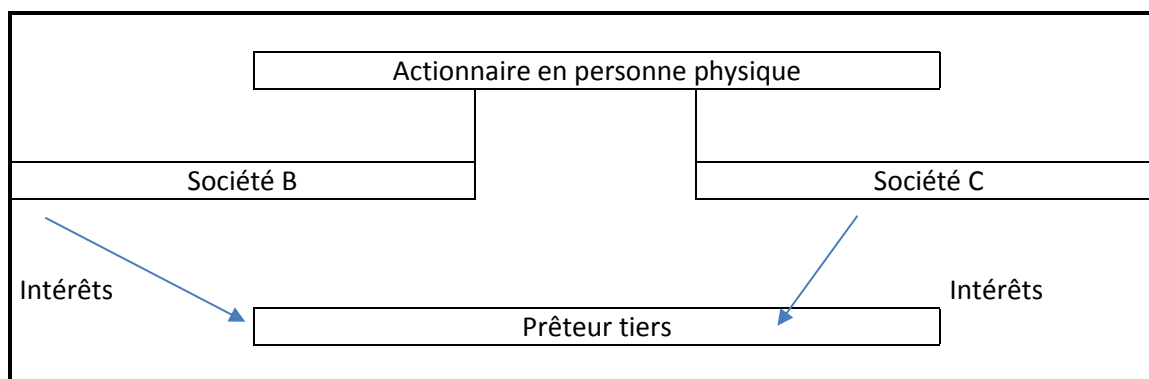 Actionnaire en personne physique
Société B
Société C
Intérêts
Intérêts
Prêteur tiers